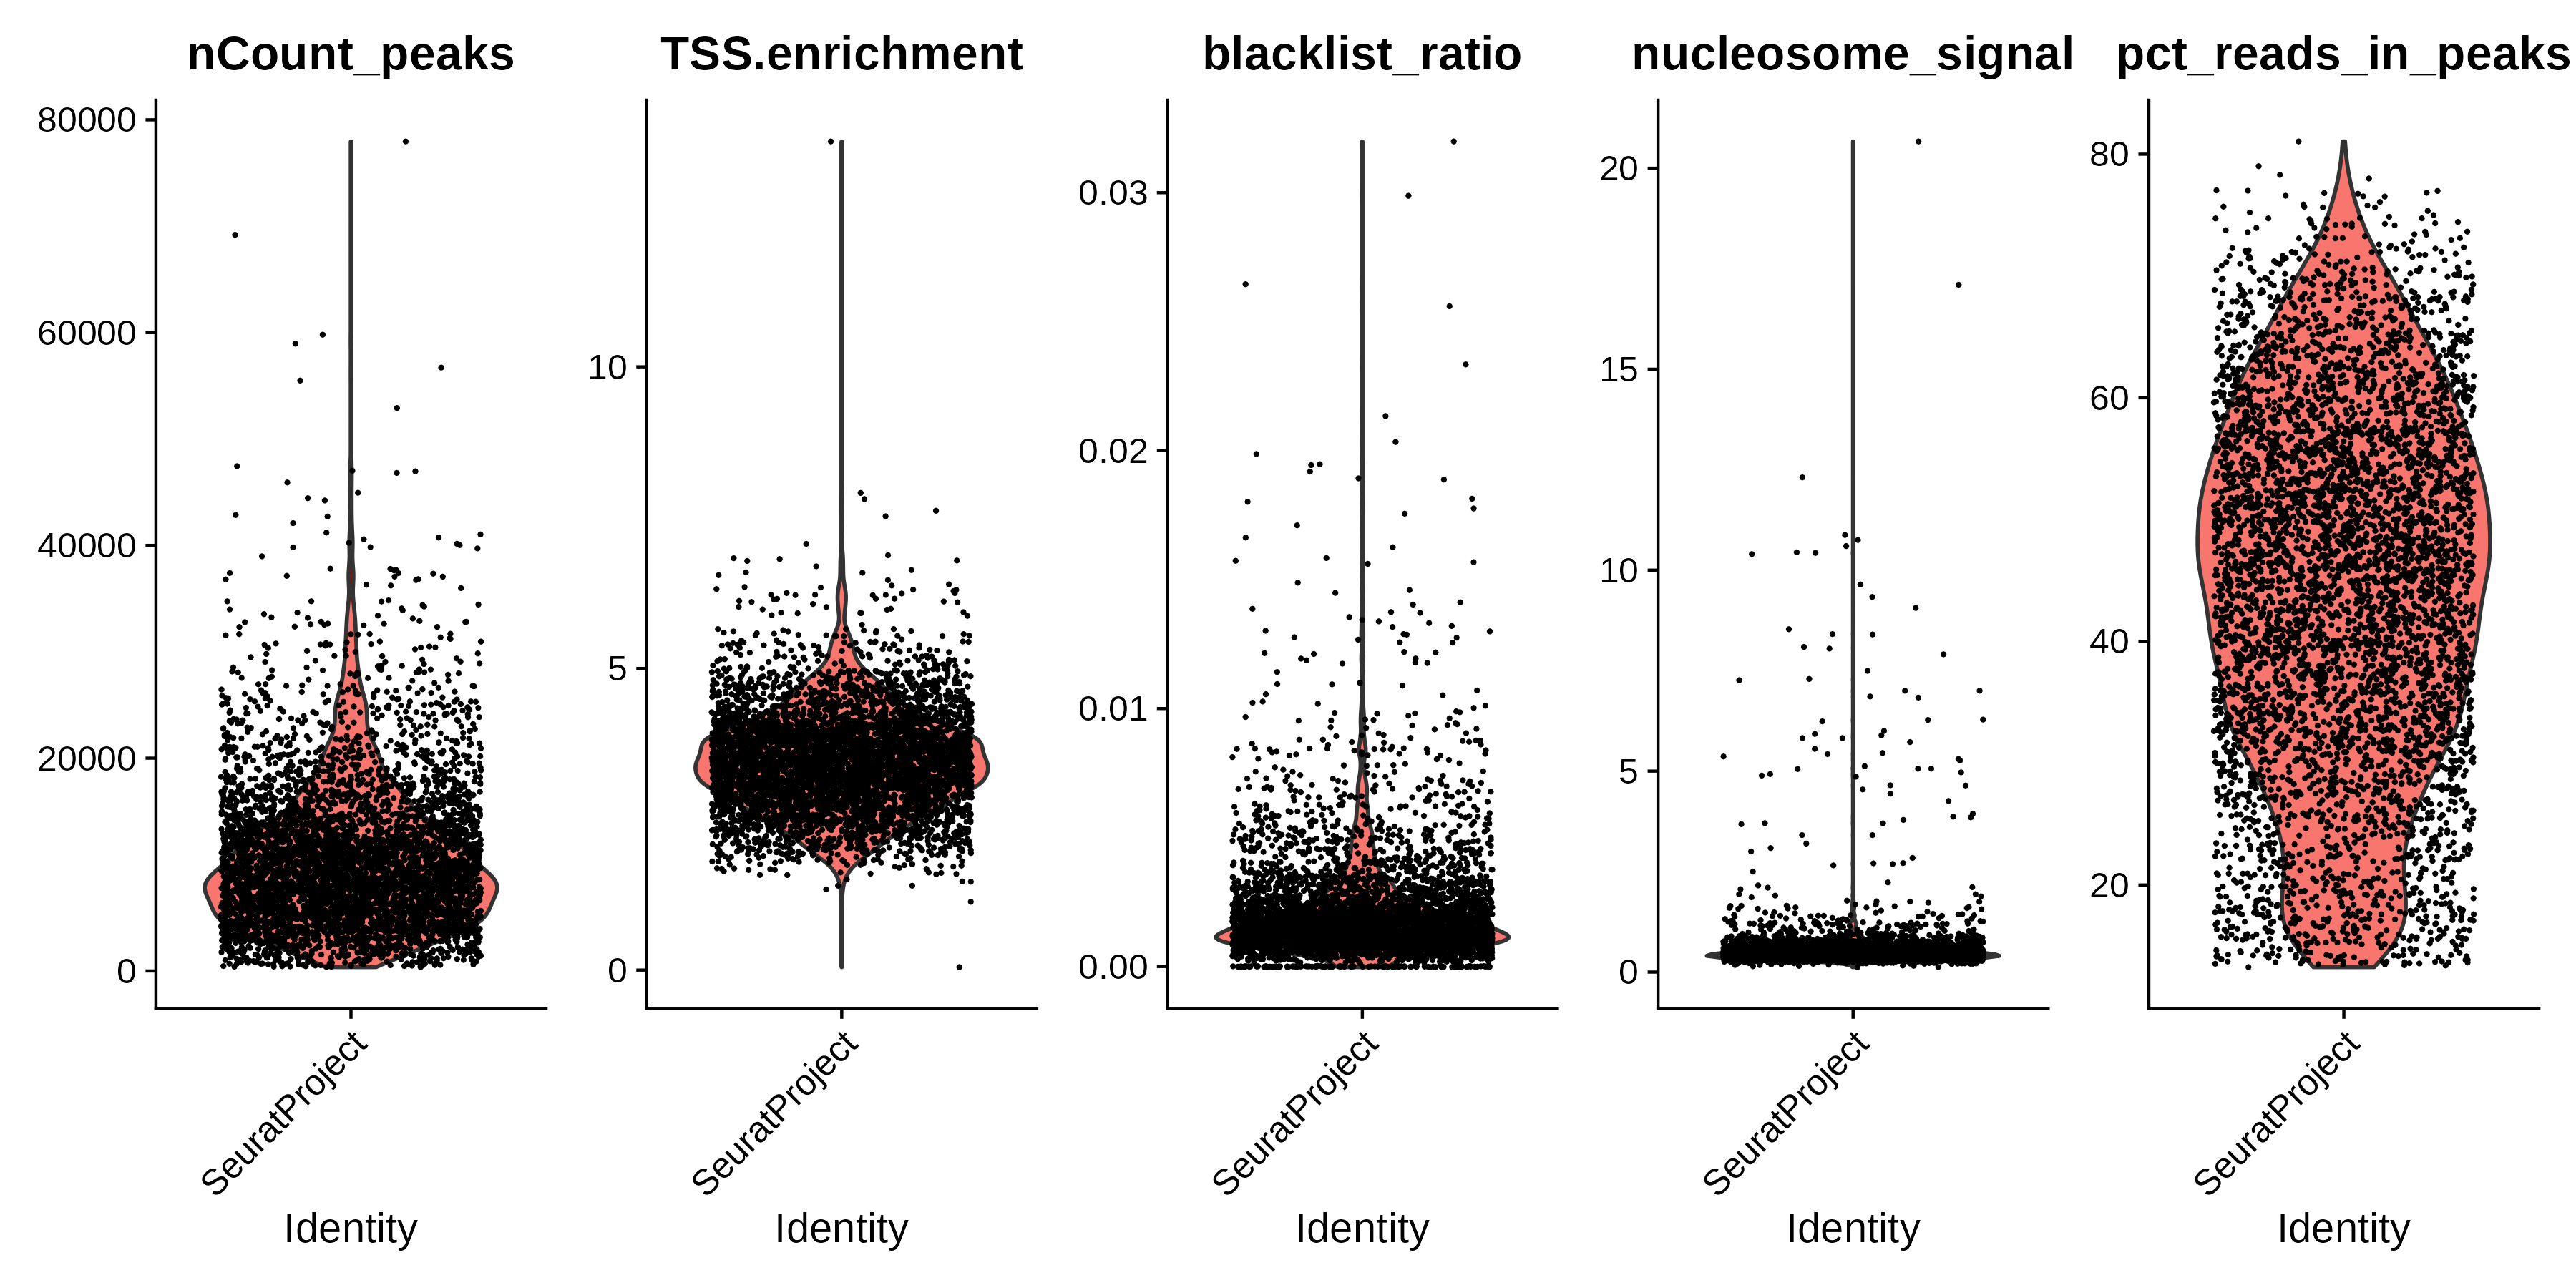 nCount_peaks
80000
60000
40000
20000
0
SeuratProject
Identity
TSS.enrichment
10
5
0
SeuratProject
Identity
blacklist_ratio
0.03
0.02
0.01
0.00
SeuratProject
Identity
nucleosome_signal
20
15
10
5
0
SeuratProject
Identity
pct_reads_in_peaks
80
60
40
20
SeuratProject
Identity